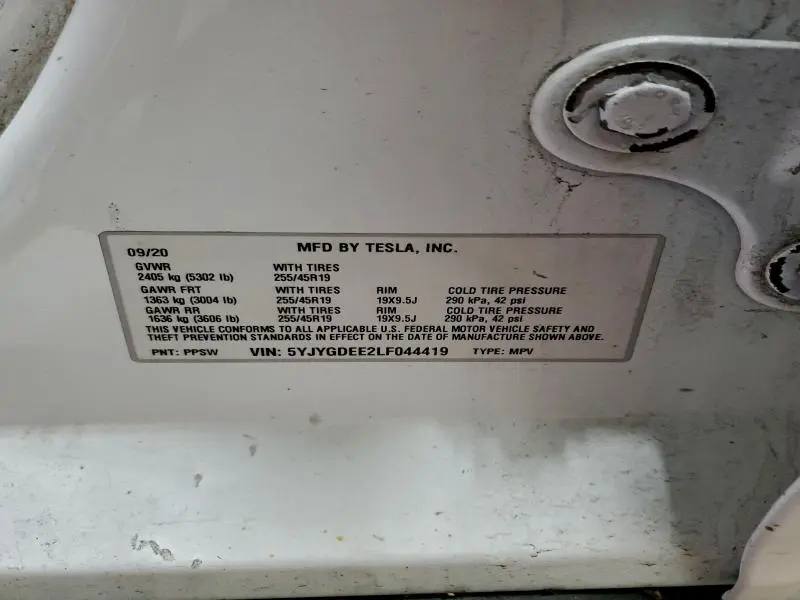 09/20 MFD BY TESLA, INC.
GVWR WITH TIRES
2405 kg (5302 lb) 255/45R19
GAWR FRT WITH TIRES RIM COLD TIRE PRESSURE
1363 kg (3004 lb) 255/45R19 19X9.5J 290 kPa, 42 psi
GAWR RR WITH TIRES RIM COLD TIRE PRESSURE
1636 kg (3606 lb) 255/45R19 19X9.5J 290 kPa, 42 psi
THIS VEHICLE CONFORMS TO ALL APPLICABLE U.S. FEDERAL MOTOR VEHICLE SAFETY AND
THEFT PREVENTION STANDARDS IN EFFECT ON THE DATE OF MANUFACTURE SHOWN ABOVE.
PNT: PPSW VIN: 5YJYGDEE2LF044419 TYPE: MPV